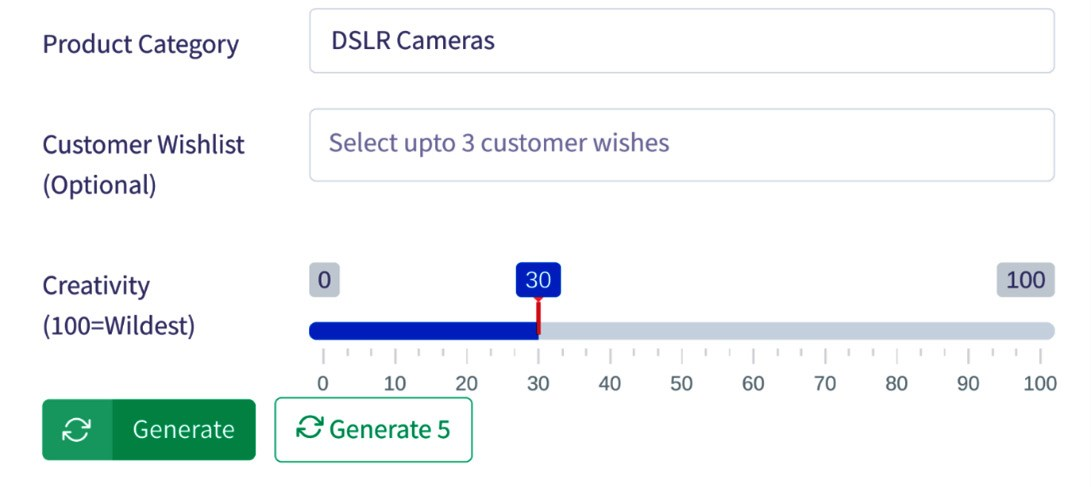 Product Category
DSLR Cameras
Customer Wishlist
(Optional)
Select upto 3 customer wishes
Creativity
(100=Wildest)
0 30 100
0 10 20 30 40 50 60 70 80 90 100
Generate
Generate 5